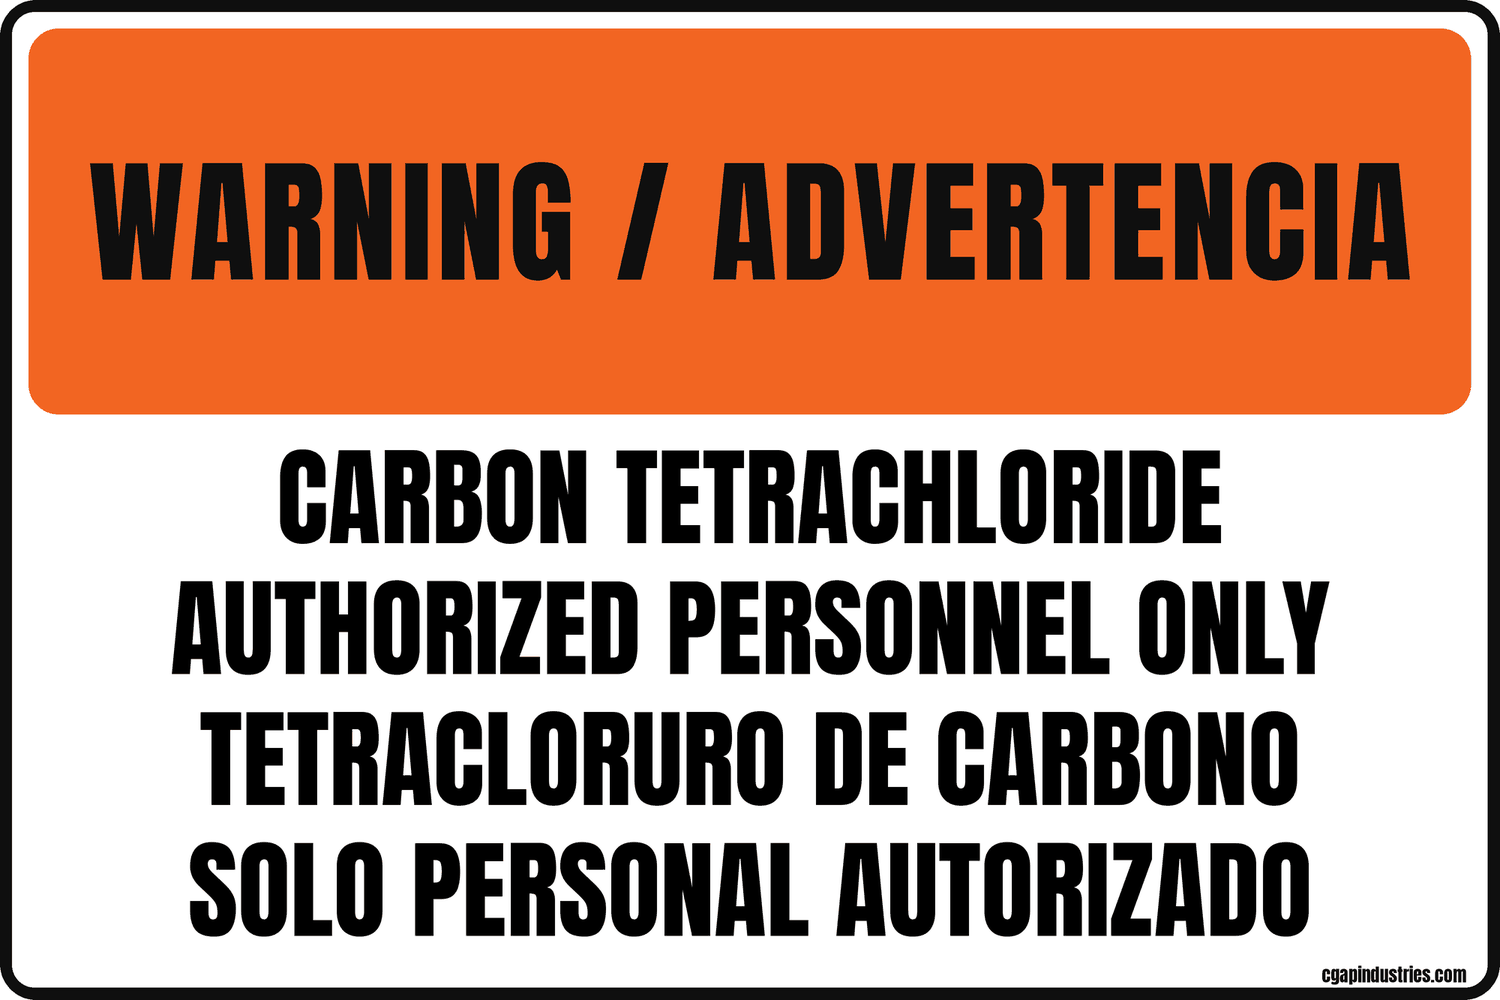 WARNING / ADVERTENCIA
CARBON TETRACHLORIDE
AUTHORIZED PERSONNEL ONLY
TETRACLORURO DE CARBONO
SOLO PERSONAL AUTORIZADO
cgapindustries.com